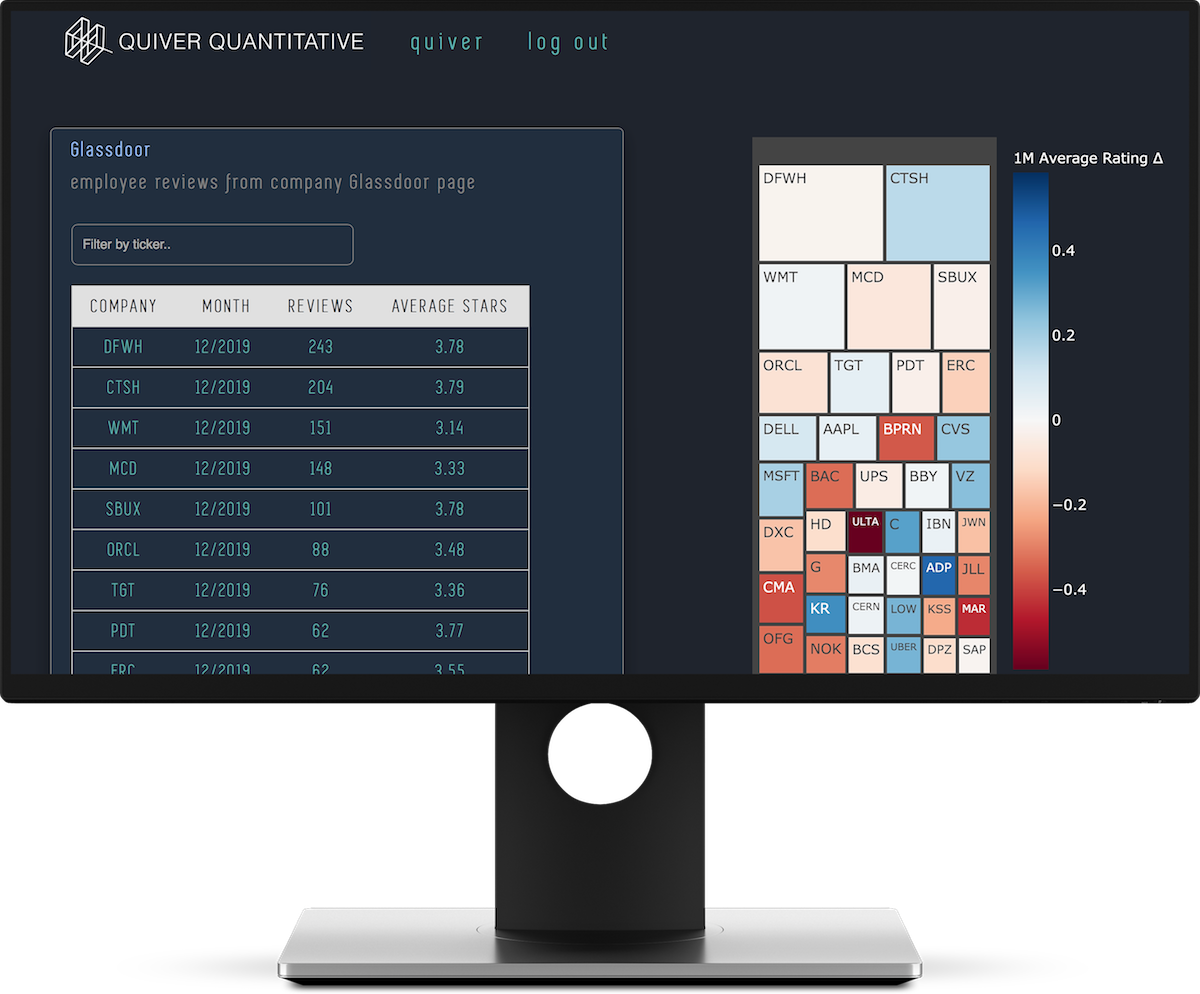 QUIVER QUANTITATIVE quiver log out
Glassdoor
employee reviews from company Glassdoor page
Filter by ticker..
COMPANY MONTH REVIEWS AVERAGE STARS
DFWH 12/2019 243 3.78
CTSH 12/2019 204 3.79
WMT 12/2019 151 3.14
MCD 12/2019 148 3.33
SBUX 12/2019 101 3.78
ORCL 12/2019 88 3.48
TGT 12/2019 76 3.36
PDT 12/2019 62 3.77
ERC 12/2019 62 3.55
DFWH CTSH
WMT MCD SBUX
ORCL TGT PDT ERC
DELL AAPL BPRN CVS
MSFT BAC UPS BBY VZ
DXC HD ULTA C IBN JWN
G BMA CERC ADP JLL
CMA KR CERN LOW KSS MAR
OFG NOK BCS UBER DPZ SAP
1M Average Rating Δ
0.4
0.2
0
−0.2
−0.4